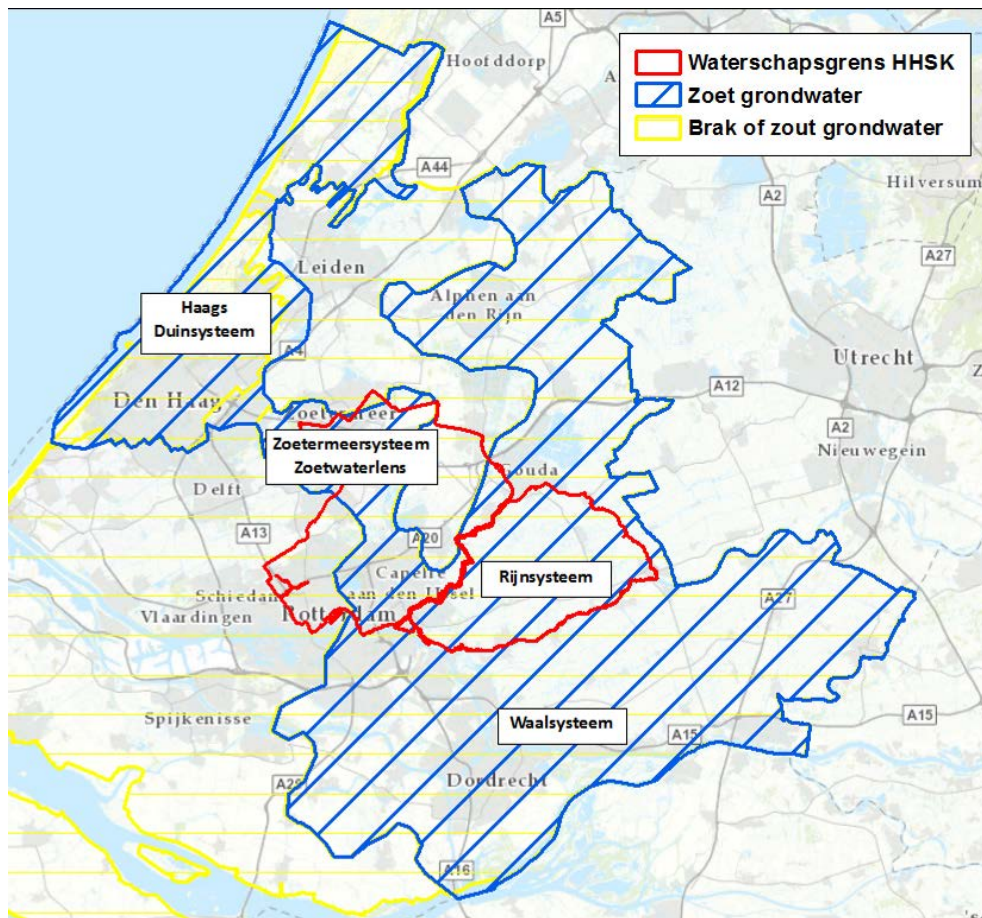 A5
Hoofddorp
Waterschapsgrens HHSK
Zoet grondwater
Brak of zout grondwater
A44
A2
Hilversum
A27
Leiden
Alphen aan
den Rijn
Haags
Duinsysteem
A4
Utrecht
Den Haag
A12
A2
Zoetermeersysteem
Zoetwaterlens
Nieuwegein
Gouda
Delft
A13
A20
Capelle
aan den IJssel
Rijnsysteem
Schiedam
Vlaardingen
Rotterdam
A27
Spijkenisse
Waalsysteem
A15
A15
Dordrecht
A16